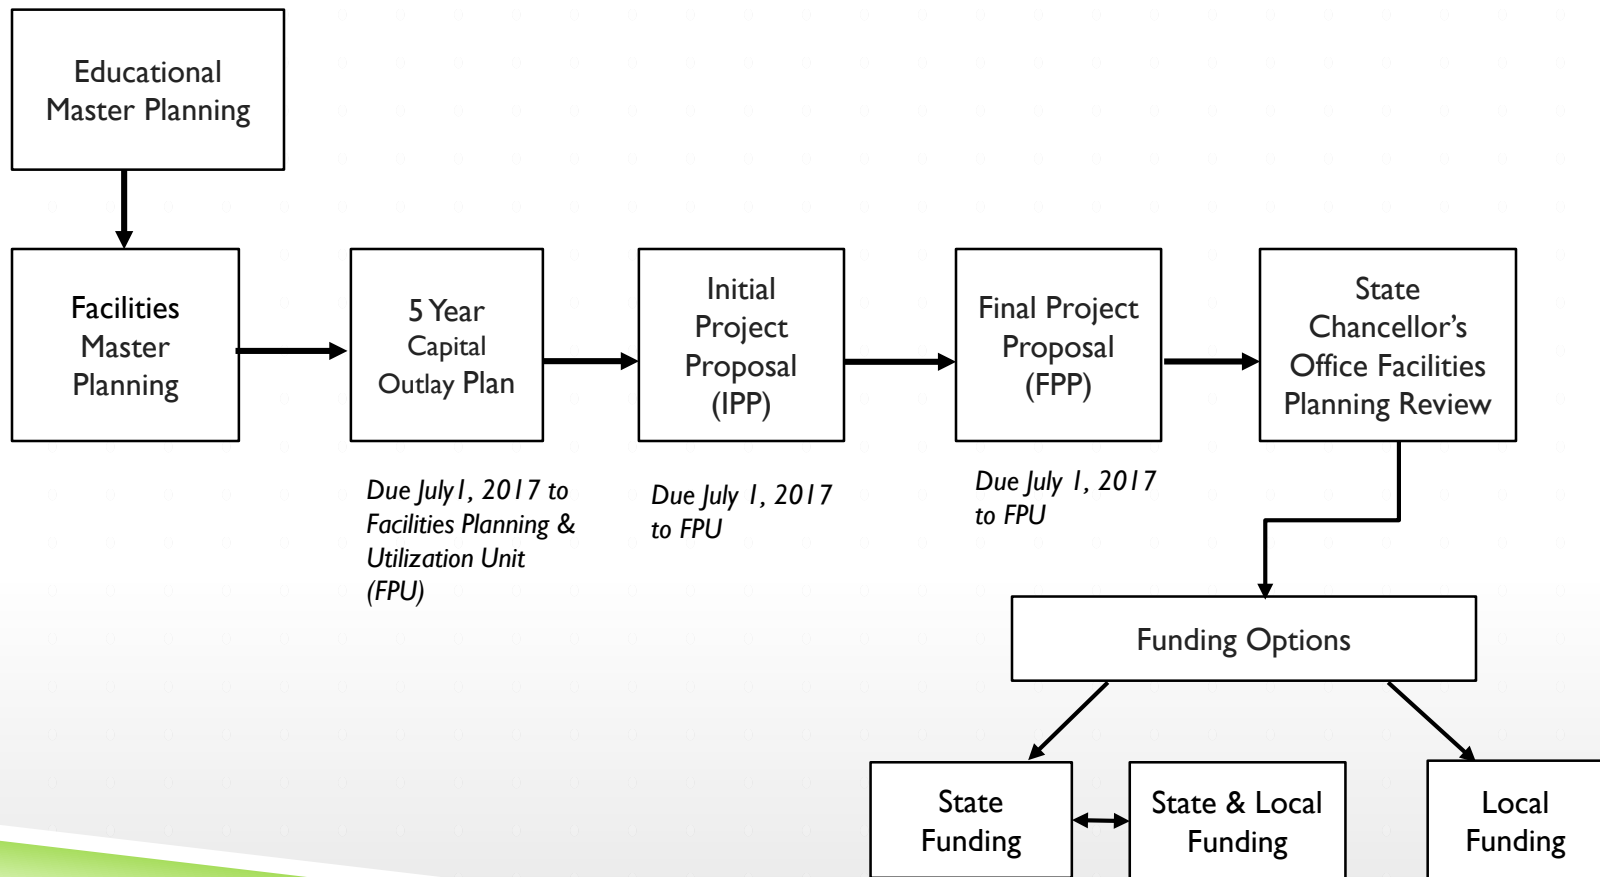 Educational
Master Planning
Facilities
Master
Planning
5 Year
Capital
Outlay Plan
Initial
Project
Proposal
(IPP)
Final Project
Proposal
(FPP)
State
Chancellor’s
Office Facilities
Planning Review
Due July1, 2017 to
Facilities Planning &
Utilization Unit
(FPU)
Due July 1, 2017
to FPU
Due July 1, 2017
to FPU
Funding Options
State
Funding
State & Local
Funding
Local
Funding